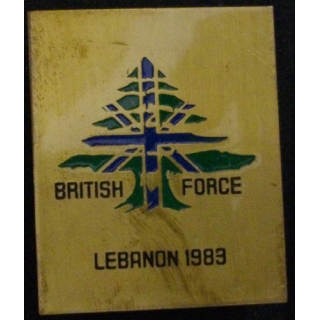 BRITISH FORCE
LEBANON 1983